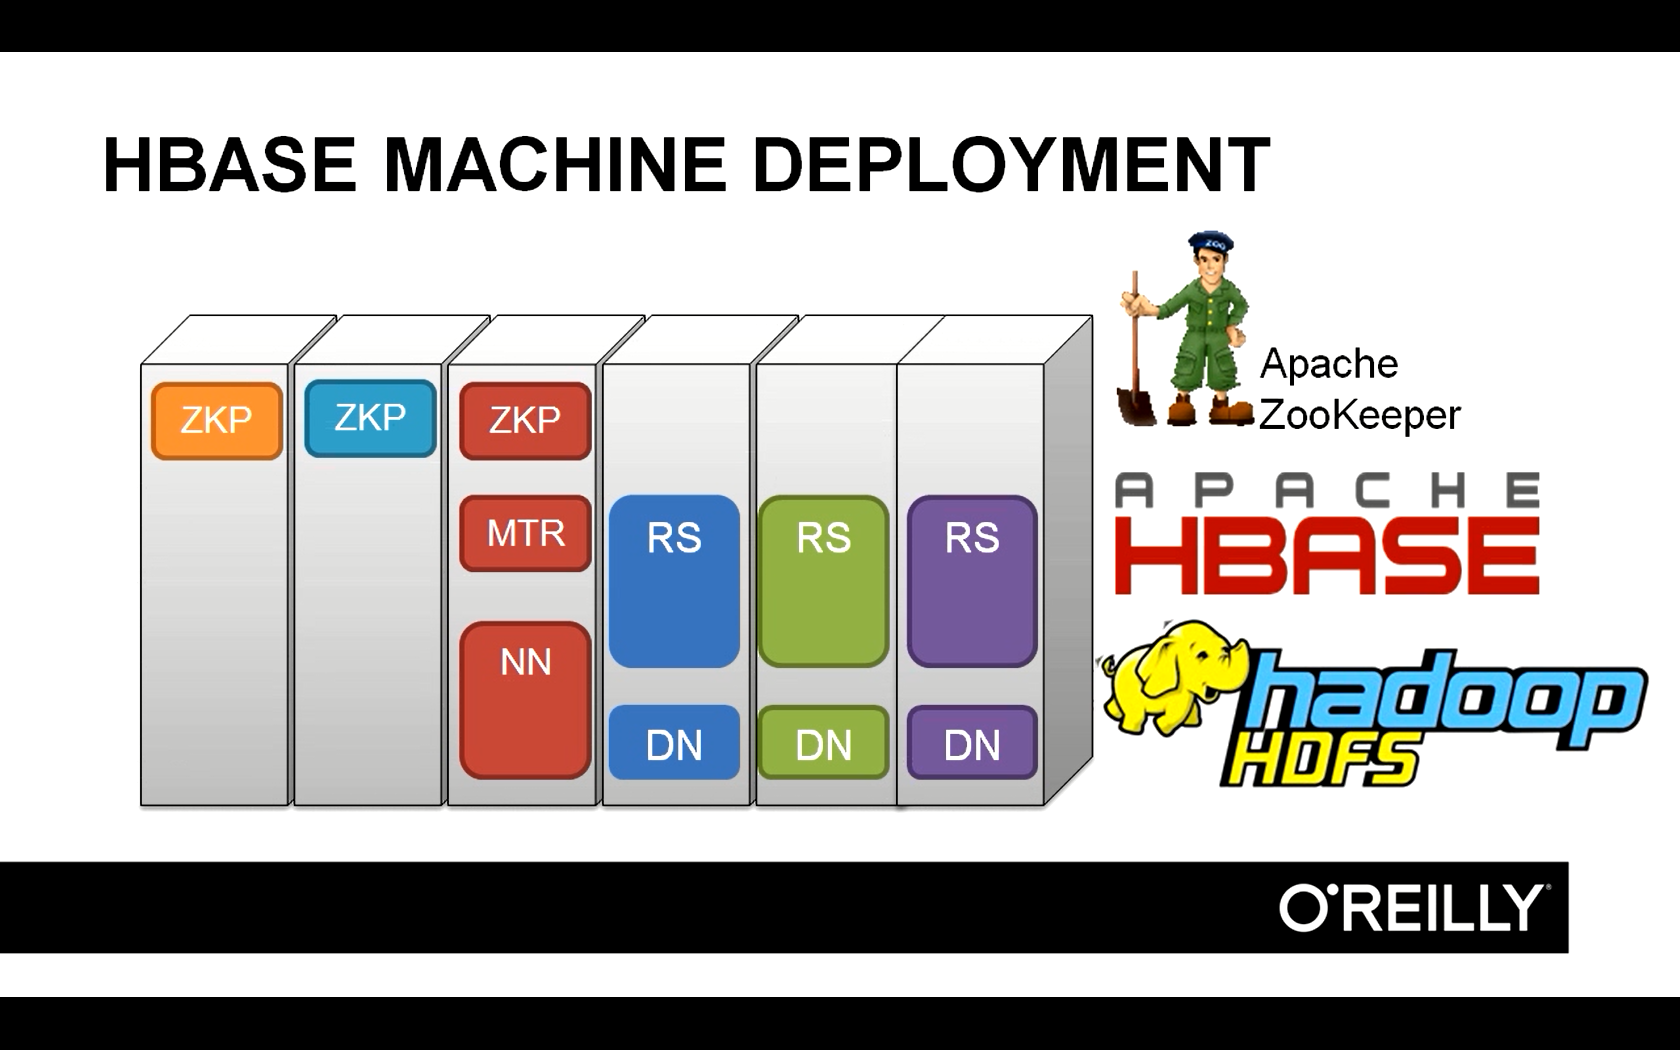 HBASE MACHINE DEPLOYMENT
ZOO
Apache
ZooKeeper
ZKP ZKP ZKP
MTR
NN
RS RS RS
DN DN DN
APACHE
HBASE
hadoop
HDFS
O'REILLY®